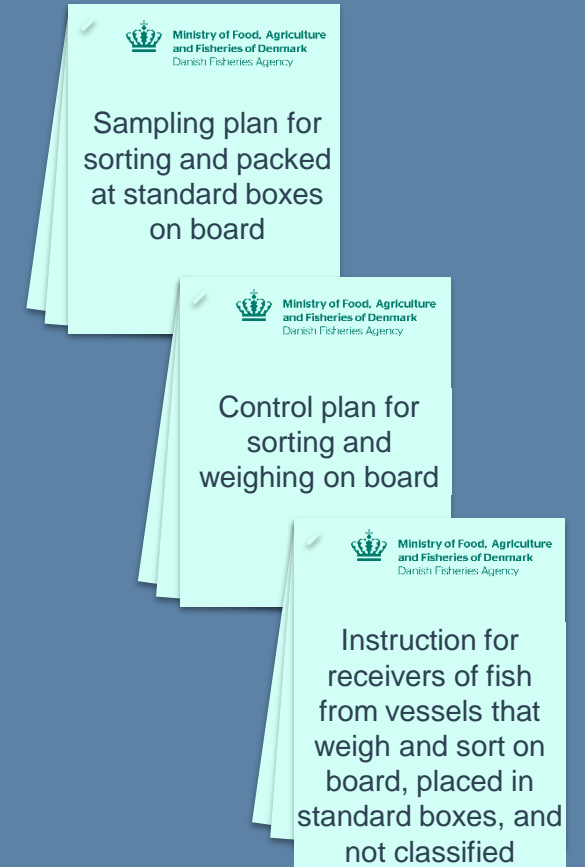 Ministry of Food, Agriculture
and Fisheries of Denmark
Danish Fisheries Agency
Sampling plan for
sorting and packed
at standard boxes
on board
Ministry of Food, Agriculture
and Fisheries of Denmark
Danish Fisheries Agency
Control plan for
sorting and
weighing on board
Ministry of Food, Agriculture
and Fisheries of Denmark
Danish Fisheries Agency
Instruction for
receivers of fish
from vessels that
weigh and sort on
board, placed in
standard boxes, and
not classified